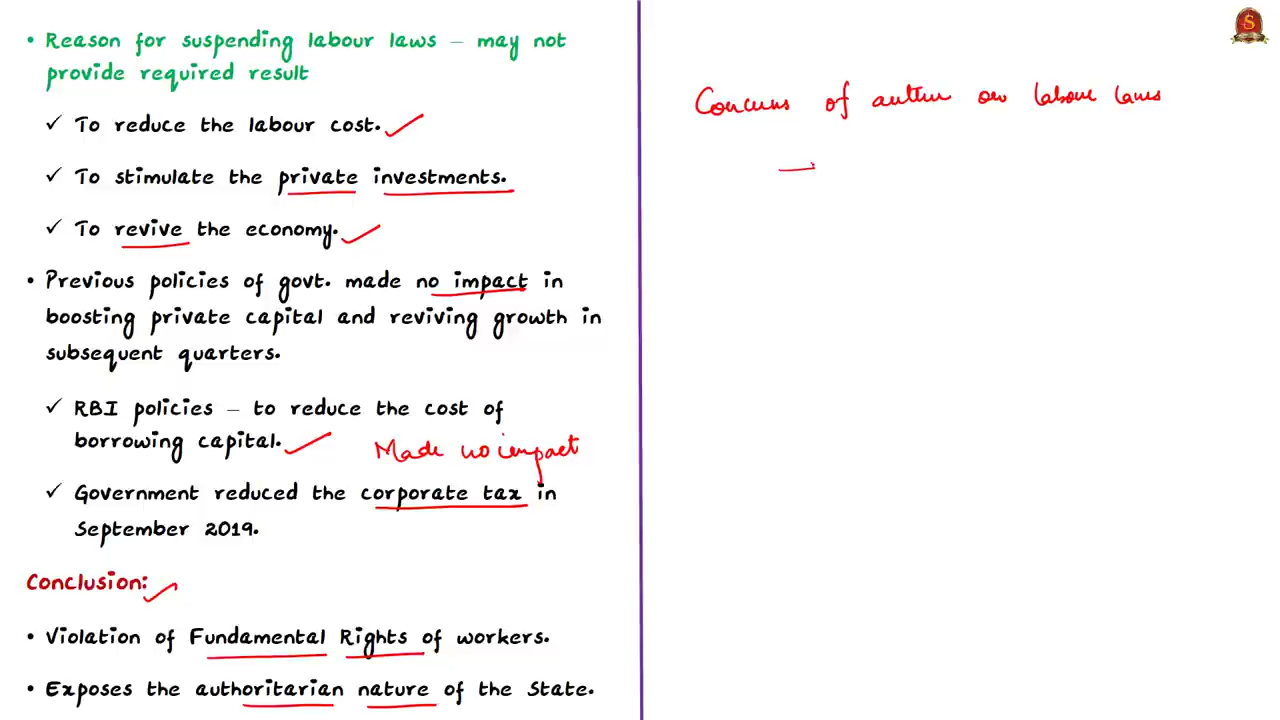 • Reason for suspending labour laws – may not
provide required result
✓ To reduce the labour cost.
✓ To stimulate the private investments.
✓ To revive the economy.
• Previous policies of govt. made no impact in
boosting private capital and reviving growth in
subsequent quarters.
✓ RBI policies – to reduce the cost of
borrowing capital.
Made no impact
✓ Government reduced the corporate tax in
September 2019.
Conclusion:
• Violation of Fundamental Rights of workers.
• Exposes the authoritarian nature of the State.
Concerns of author on labour laws
S